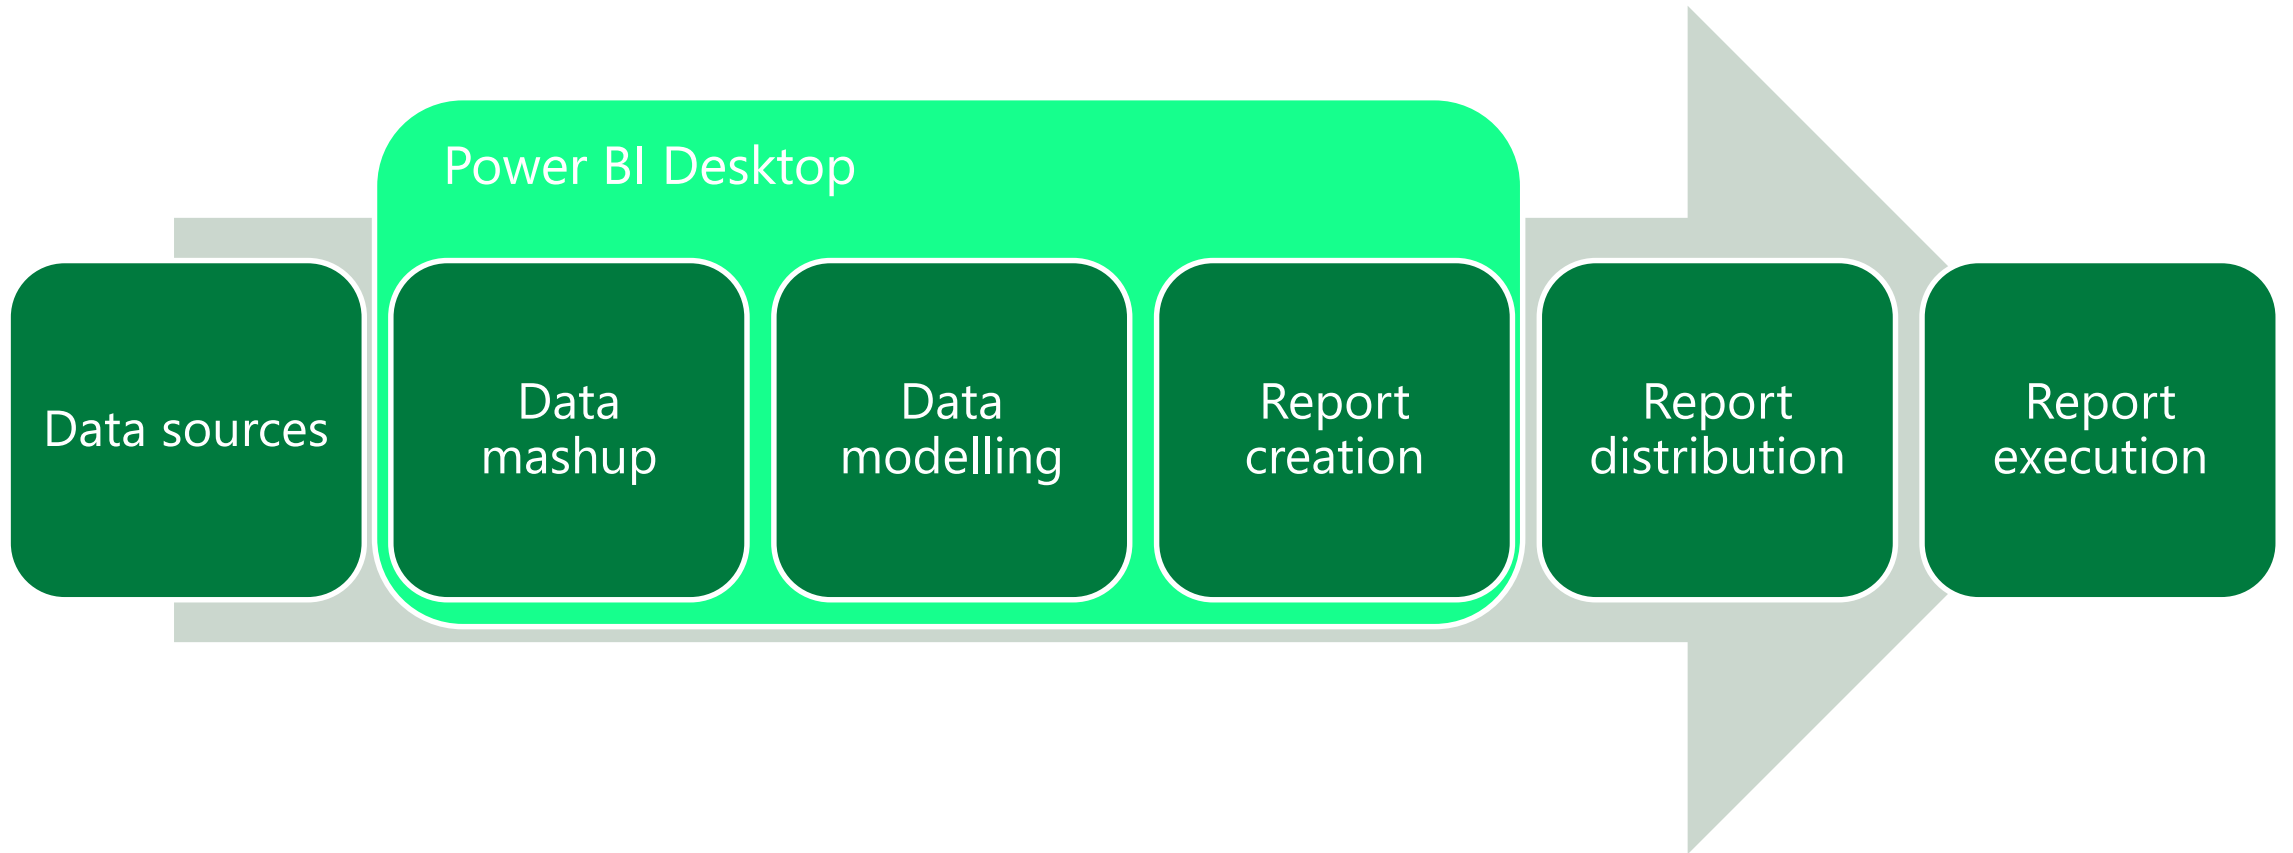 Power BI Desktop
Data sources
Data
mashup
Data
modelling
Report
creation
Report
distribution
Report
execution